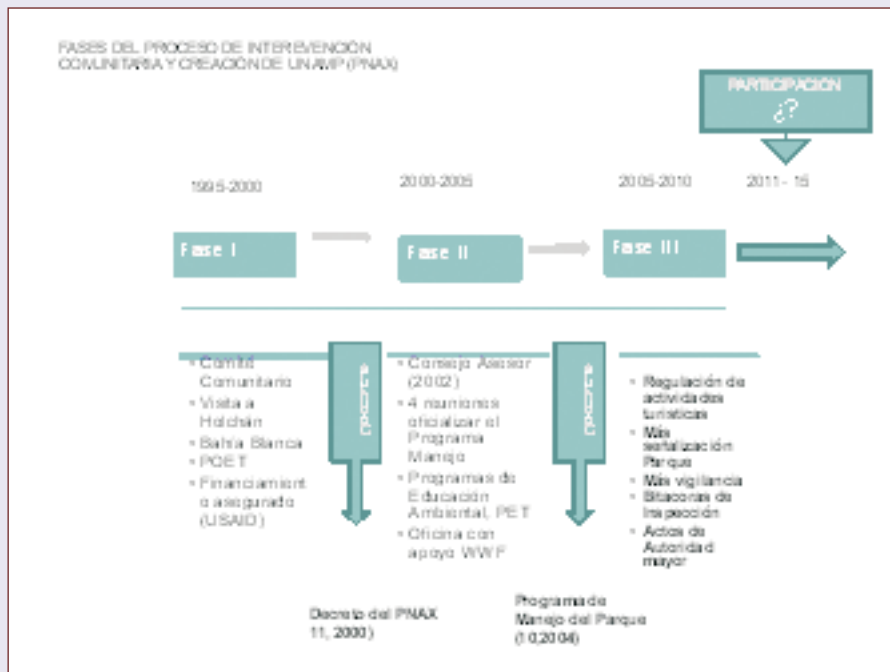 FASES DEL PROCESO DE INTEREVENCIÓN
COMUNITARIA Y CREACIÓN DE UN AMP (PNAX)
PARTICIPACIÓN
¿?
1995-2000
2000-2005
2005-2010
2011- 15
Fase I
Fase II
Fase III
• Comité
Comunitario
• Visita a
Holchán
• Bahía Blanca
• POET
• Financiamient
o asegurado
(USAID)
• Consejo Asesor
(2002)
• 4 reuniones
oficializar el
Programa
Manejo
• Programas de
Educación
Ambiental, PET
• Oficina con
apoyo WWF
• Regulación de
actividades
turísticas
• Más
señalización
Parque
• Más vigilancia
• Bitacoras de
Inspección
• Actos de
Autoridad
mayor
Decreto del PNAX
11, 2000)
Programa de
Manejo del Parque
(10,2004)